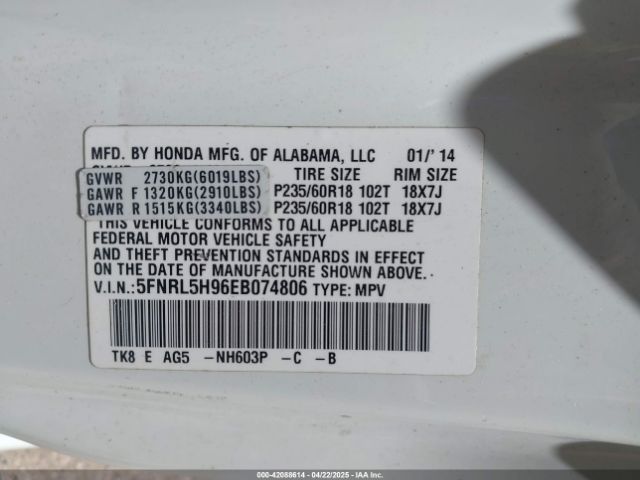 MFD. BY HONDA MFG. OF ALABAMA, LLC 01/'14
TIRE SIZE RIM SIZE
GVWR 2730KG(6019LBS)
GAWR F 1320KG(2910LBS) P235/60R18 102T 18X7J
GAWR R 1515KG(3340LBS) P235/60R18 102T 18X7J
THIS VEHICLE CONFORMS TO ALL APPLICABLE
FEDERAL MOTOR VEHICLE SAFETY
AND THEFT PREVENTION STANDARDS IN EFFECT
ON THE DATE OF MANUFACTURE SHOWN ABOVE.
V.I.N.:5FNRL5H96EB074806 TYPE: MPV
TK8 E AG5 -NH603P -C -B
000-42088614 - 04/22/2025 - IAAI.COM